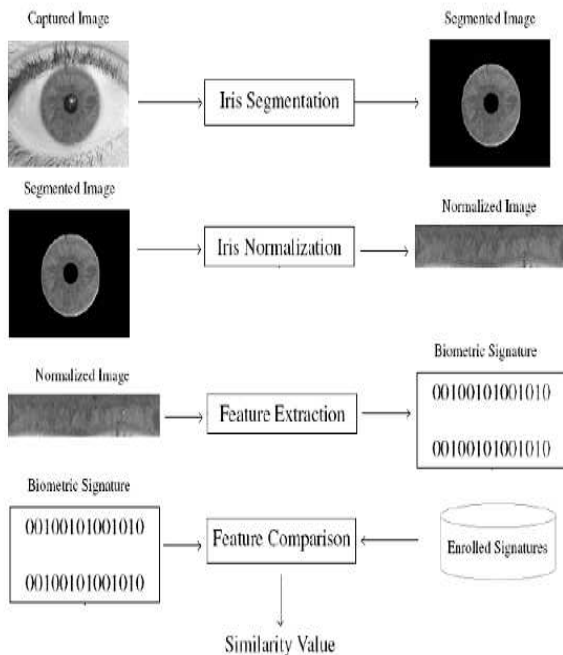 Captured Image
Segmented Image
Iris Segmentation
Segmented Image
Normalized Image
Iris Normalization
Normalized Image
Biometric Signature
00100101001010
Feature Extraction
00100101001010
Biometric Signature
00100101001010
Feature Comparison
Enrolled Signatures
00100101001010
Similarity Value